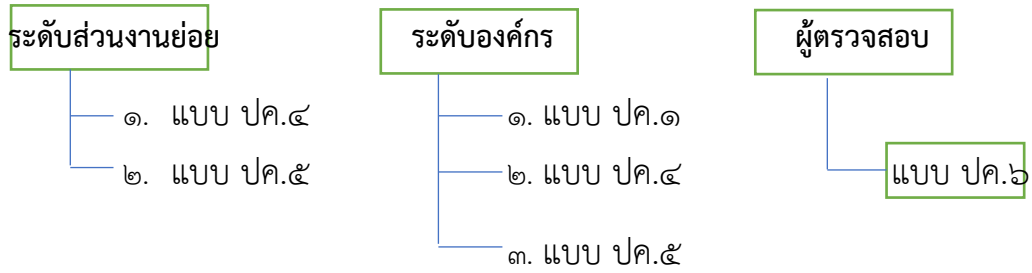 ระดับส่วนงานย่อย
๑. แบบ ปค.๔
๒. แบบ ปค.๕
ระดับองค์กร
๑. แบบ ปค.๑
๒. แบบ ปค.๔
๓. แบบ ปค.๕
ผู้ตรวจสอบ
แบบ ปค.๖